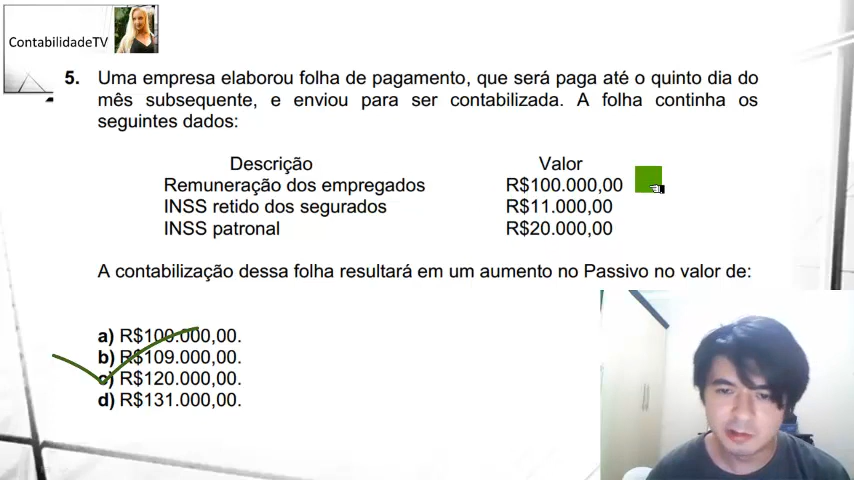 ContabilidadeTV
5. Uma empresa elaborou folha de pagamento, que será paga até o quinto dia do
mês subsequente, e enviou para ser contabilizada. A folha continha os
seguintes dados:
Descrição Valor
Remuneração dos empregados R$100.000,00
INSS retido dos segurados R$11.000,00
INSS patronal R$20.000,00
A contabilização dessa folha resultará em um aumento no Passivo no valor de:
a) R$100.000,00.
b) R$109.000,00.
c) R$120.000,00.
d) R$131.000,00.